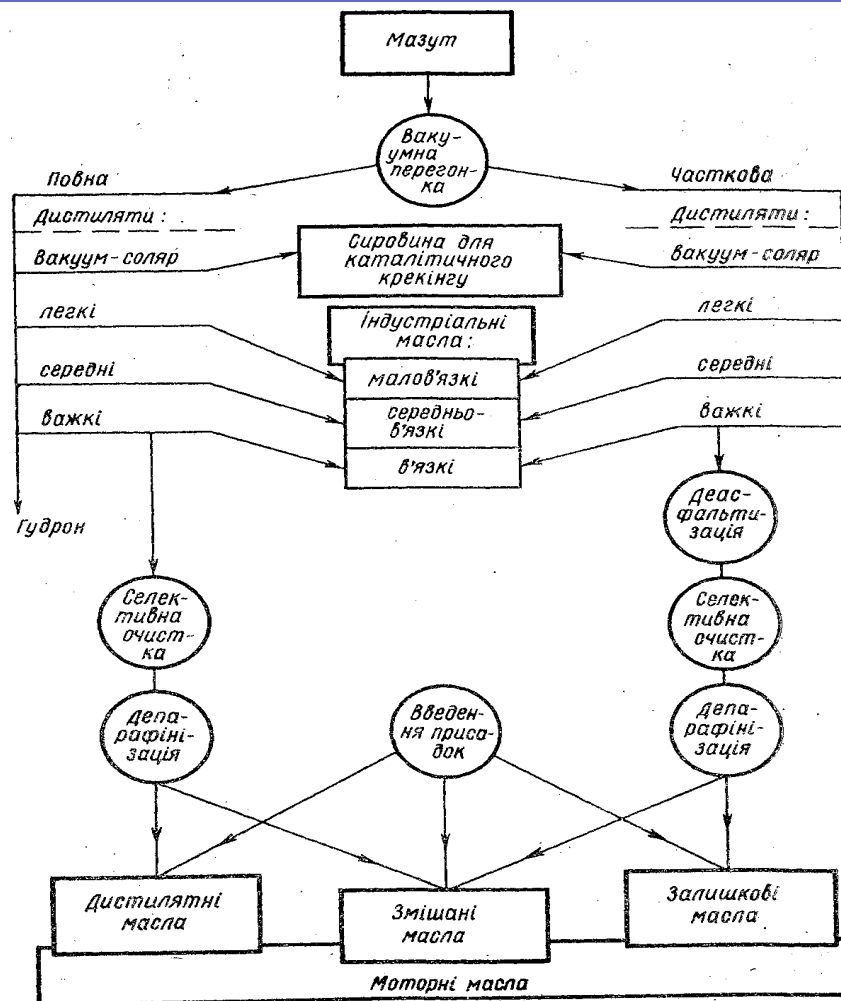 Мазут
Ваку-
умна
перегон-
ка
Повна
Часткова
Дистиляти:
Дистиляти:
Вакуум-соляр
Сировина для
каталітичного
крекінгу
вакуум-соляр
легкі
Індустріальні
масла:
легкі
середні
малов'язкі
середні
важкі
середньо-
в'язкі
важкі
в'язкі
Гудрон
Деас-
фальти-
зація
Селек-
тивна
очист-
ка
Селек-
тивна
очист-
ка
Депа-
рафіні-
зація
Введен-
ня приса-
док
Депа-
рафіні-
зація
Дистилятні
масла
Змішані
масла
Залишкові
масла
Моторні масла